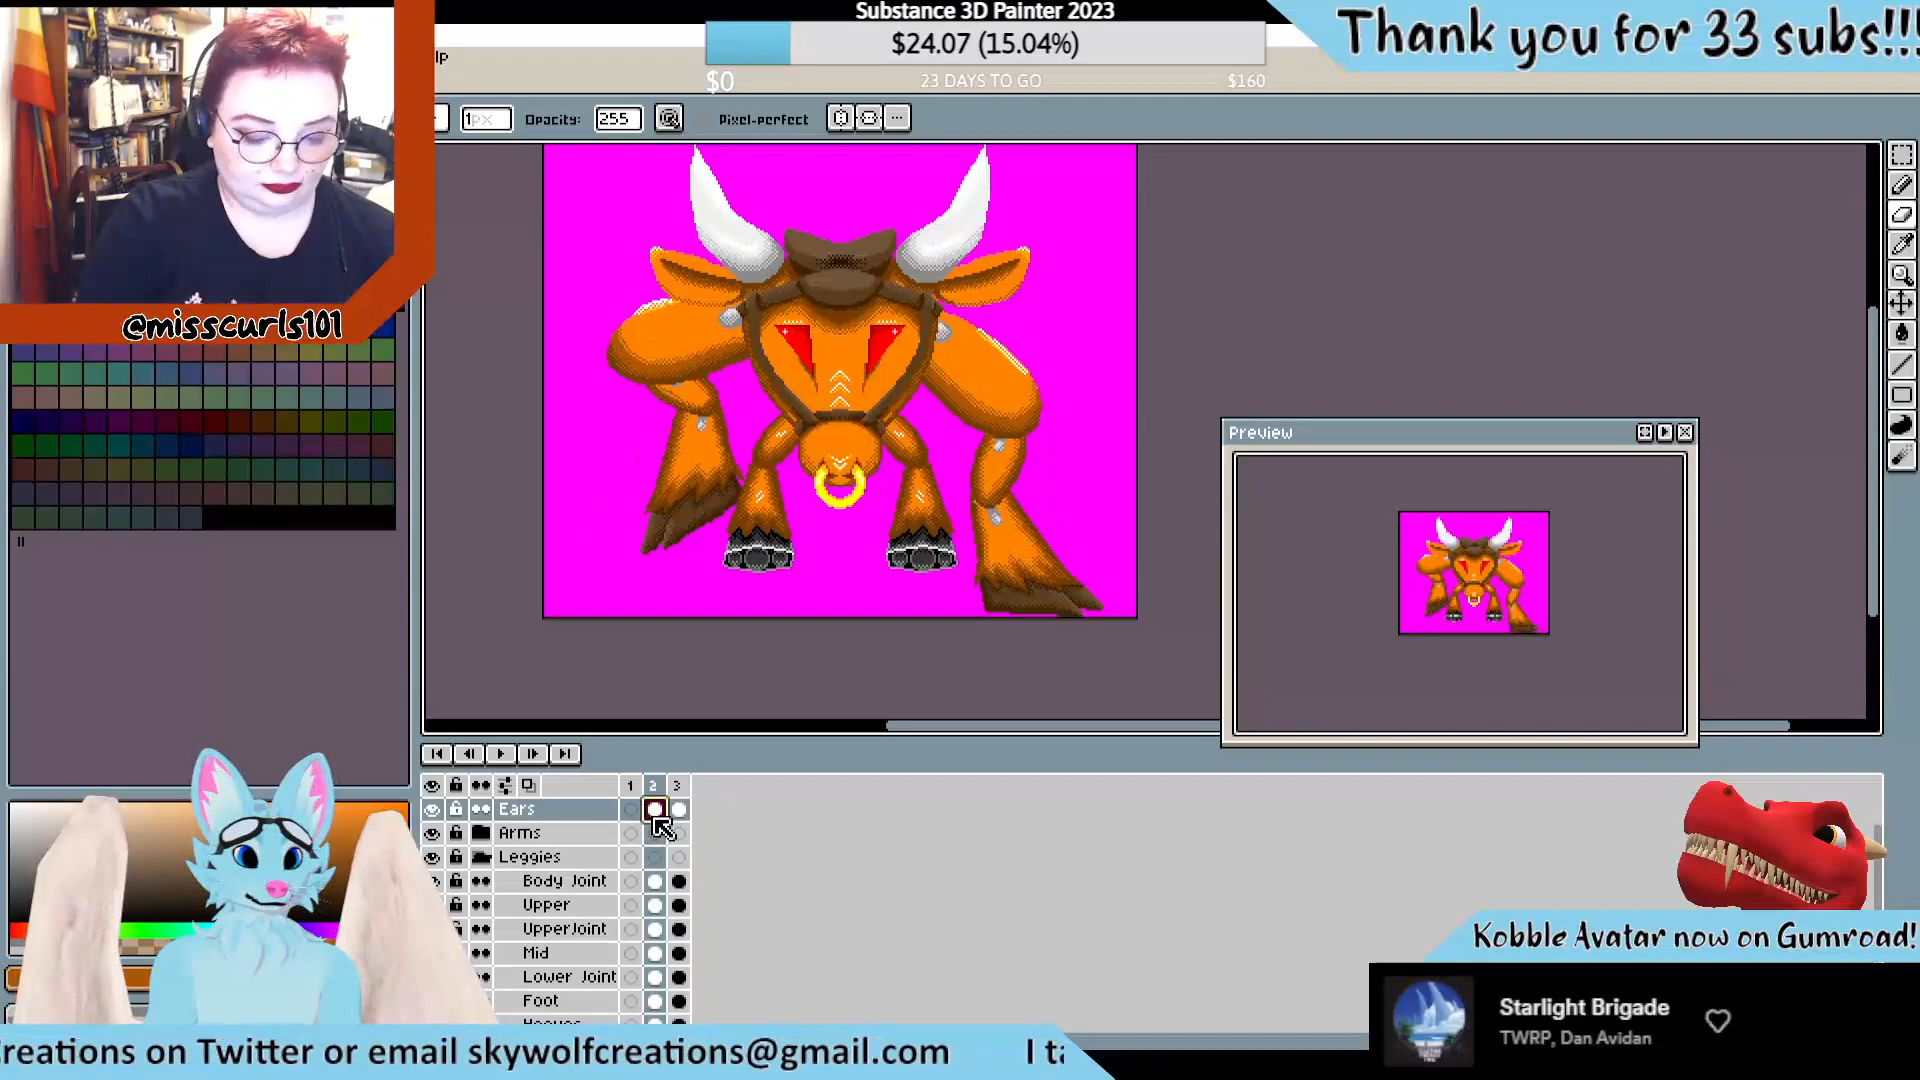 Substance 3D Painter 2023
$24.07 (15.04%)
$0
23 DAYS TO GO
$160
Thank you for 33 subs!!!
lp
1px
Opacity:
255
Pixel-perfect
@misscurls101
Preview
1
2
3
Ears
Arms
Leggies
Body Joint
Upper
UpperJoint
Mid
Lower Joint
Foot
Kobble Avatar now on Gumroad!
Starlight Brigade
TWRP, Dan Avidan
reations on Twitter or email skywolfcreations@gmail.com
I ta